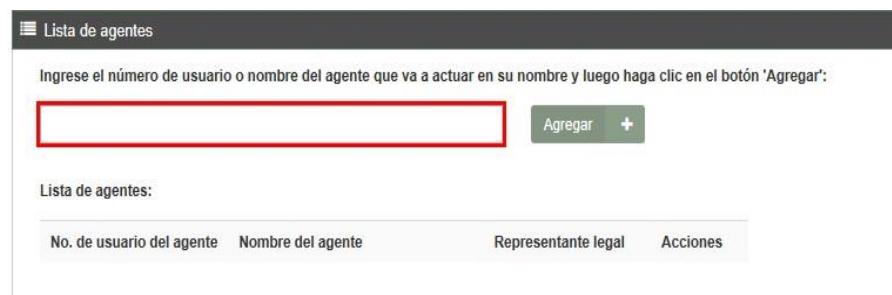 Lista de agentes
Ingrese el número de usuario o nombre del agente que va a actuar en su nombre y luego haga clic en el botón 'Agregar':
Agregar +
Lista de agentes:
No. de usuario del agente Nombre del agente Representante legal Acciones